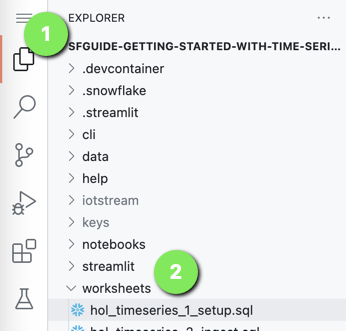 EXPLORER
1
SFGUIDE-GETTING-STARTED-WITH-TIME-SERI...
.devcontainer
.snowflake
.streamlit
cli
data
help
iotstream
keys
notebooks
streamlit
2
worksheets
hol_timeseries_1_setup.sql
hol_timeseries_2_ingest.sql